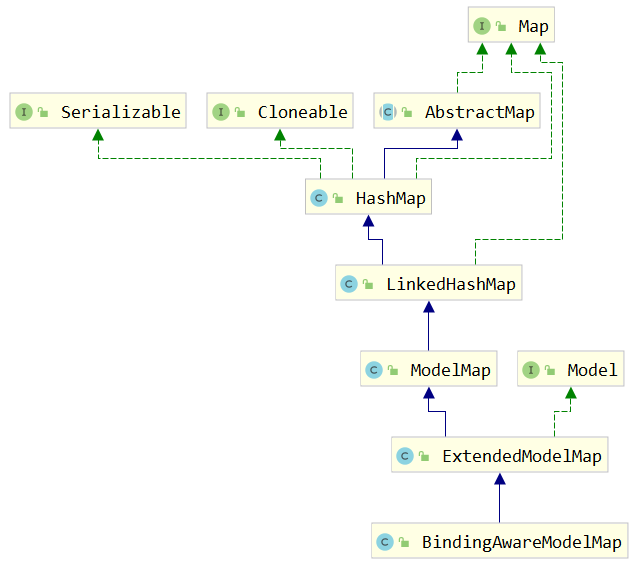 I Map
I Serializable
I Cloneable
C AbstractMap
C HashMap
C LinkedHashMap
C ModelMap
I Model
C ExtendedModelMap
C BindingAwareModelMap